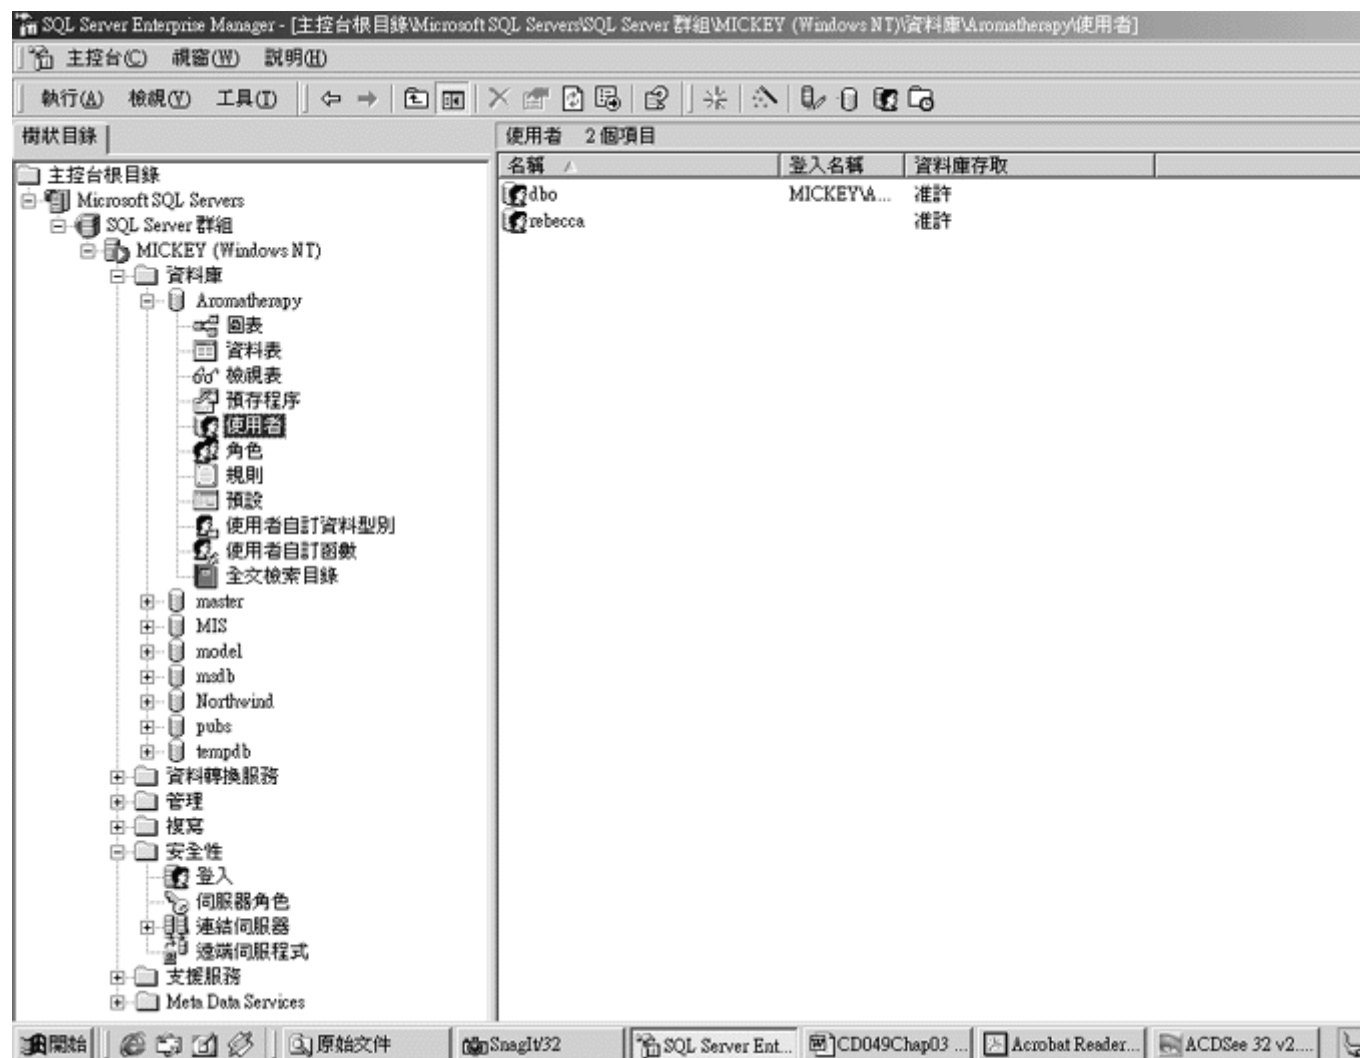 SQL Server Enterprise Manager - [主控台根目錄\Microsoft SQL Servers\SQL Server 群組\MICKEY (Windows NT)\資料庫\Aromatherapy\使用者]
主控台(C) 視窗(W) 說明(H)
執行(A) 檢視(V) 工具(T)
樹狀目錄
使用者 2 個項目
主控台根目錄
Microsoft SQL Servers
SQL Server 群組
MICKEY (Windows NT)
資料庫
Aromatherapy
圖表
資料表
檢視表
預存程序
使用者
角色
規則
預設
使用者自訂資料型別
使用者自訂函數
全文檢索目錄
master
MIS
model
msdb
Northwind
pubs
tempdb
資料轉換服務
管理
複寫
安全性
登入
伺服器角色
連結伺服器
遠端伺服程式
支援服務
Meta Data Services
名稱 登入名稱 資料庫存取
dbo MICKEY\A... 准許
rebecca 准許
開始 原始文件 SnagIt/32 SQL Server Ent... CD049Chap03 ... Acrobat Reader... ACDSee 32 v2....